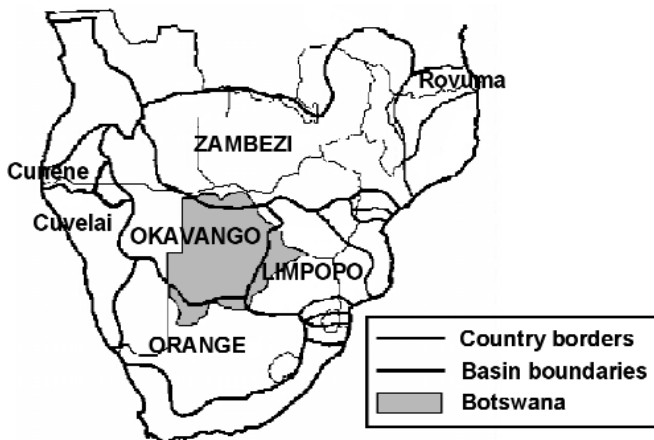 Rovuma
ZAMBEZI
Cunene
Cuvelai
OKAVANGO
LIMPOPO
ORANGE
Country borders
Basin boundaries
Botswana